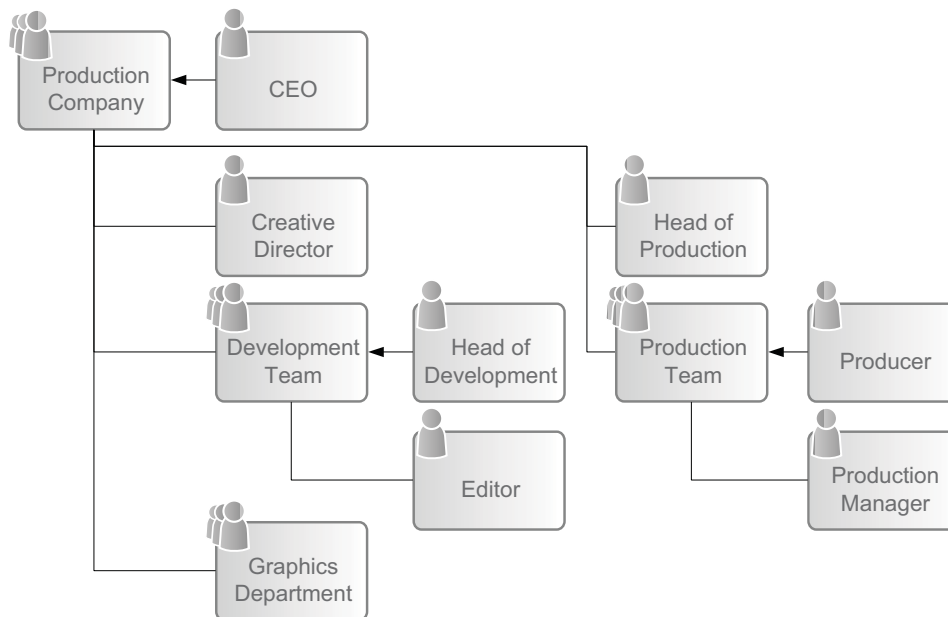 Production
Company
CEO
Creative
Director
Head of
Production
Development
Team
Head of
Development
Production
Team
Producer
Editor
Production
Manager
Graphics
Department